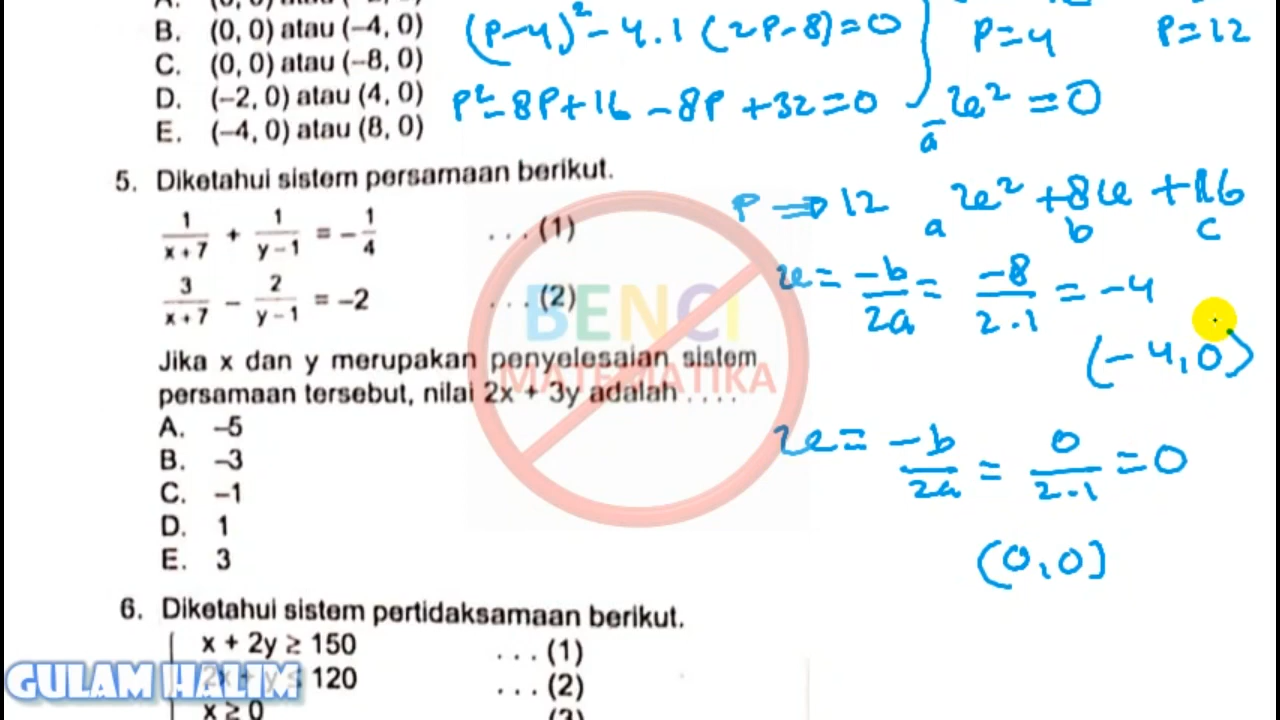 B. (0, 0) atau (–4, 0)
C. (0, 0) atau (–8, 0)
D. (–2, 0) atau (4, 0)
E. (–4, 0) atau (8, 0)
(P-4)² - 4.1 (2P-8) = 0
P² - 8P + 16 - 8P + 32 = 0
P=4 P=12
x² = 0
a
P ⇒ 12 x² + 8x + 16
a b c
x = -b/2a = -8/2.1 = -4
(-4,0)
x = -b/2a = 0/2.1 = 0
(0,0)
5. Diketahui sistem persamaan berikut.
1/(x + 7) + 1/(y – 1) = –1/4 . . . (1)
3/(x + 7) – 2/(y – 1) = –2 . . . (2)
Jika x dan y merupakan penyelesaian sistem
persamaan tersebut, nilai 2x + 3y adalah . . . .
A. –5
B. –3
C. –1
D. 1
E. 3
BENCI
MATEMATIKA
6. Diketahui sistem pertidaksamaan berikut.
x + 2y ≥ 150 . . . (1)
2x + y ≤ 120 . . . (2)
x ≥ 0
GULAM HALIM